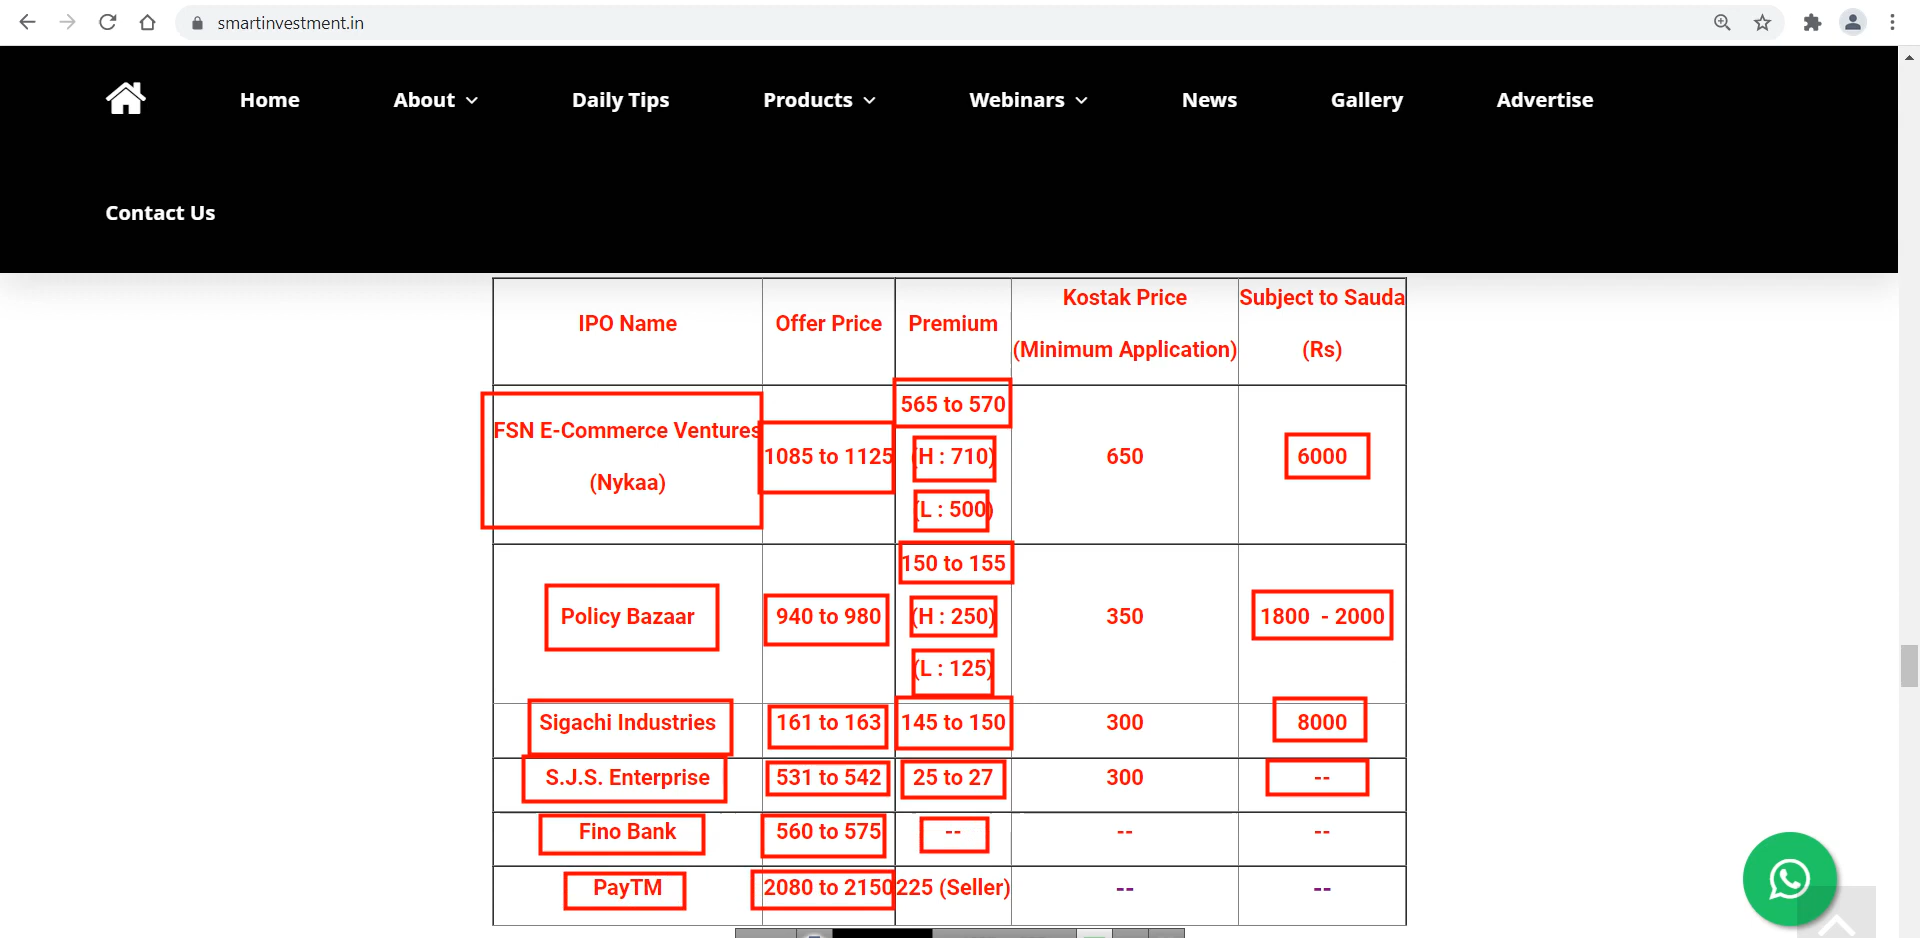 smartinvestment.in
Home About Daily Tips Products Webinars News Gallery Advertise
Contact Us
IPO Name Offer Price Premium Kostak Price (Minimum Application) Subject to Sauda (Rs)
FSN E-Commerce Ventures (Nykaa) 1085 to 1125 565 to 570 (H : 710) (L : 500) 650 6000
Policy Bazaar 940 to 980 150 to 155 (H : 250) (L : 125) 350 1800 - 2000
Sigachi Industries 161 to 163 145 to 150 300 8000
S.J.S. Enterprise 531 to 542 25 to 27 300 --
Fino Bank 560 to 575 -- -- --
PayTM 2080 to 2150 225 (Seller) -- --